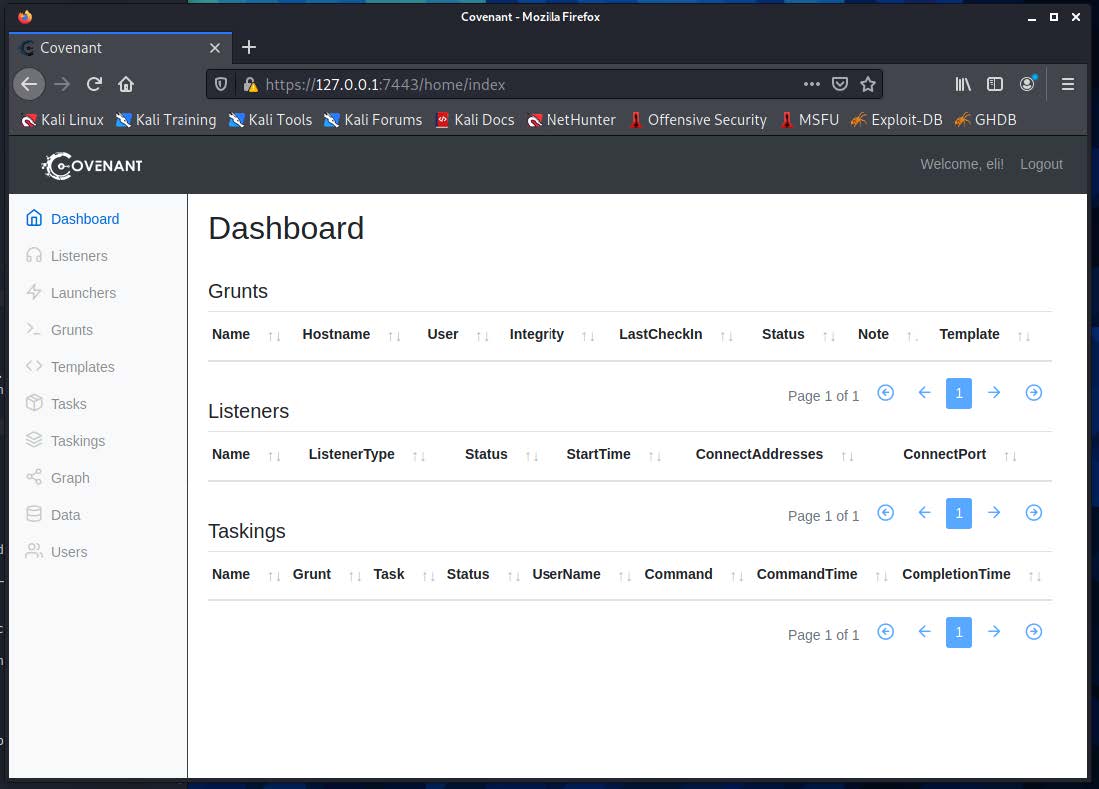 Covenant - Mozilla Firefox
Covenant
https://127.0.0.1:7443/home/index
Kali Linux Kali Training Kali Tools Kali Forums Kali Docs NetHunter Offensive Security MSFU Exploit-DB GHDB
COVENANT Welcome, eli! Logout
Dashboard
Listeners
Launchers
Grunts
Templates
Tasks
Taskings
Graph
Data
Users
Dashboard
Grunts
Name Hostname User Integrity LastCheckIn Status Note Template
Page 1 of 1 1
Listeners
Name ListenerType Status StartTime ConnectAddresses ConnectPort
Page 1 of 1 1
Taskings
Name Grunt Task Status UserName Command CommandTime CompletionTime
Page 1 of 1 1